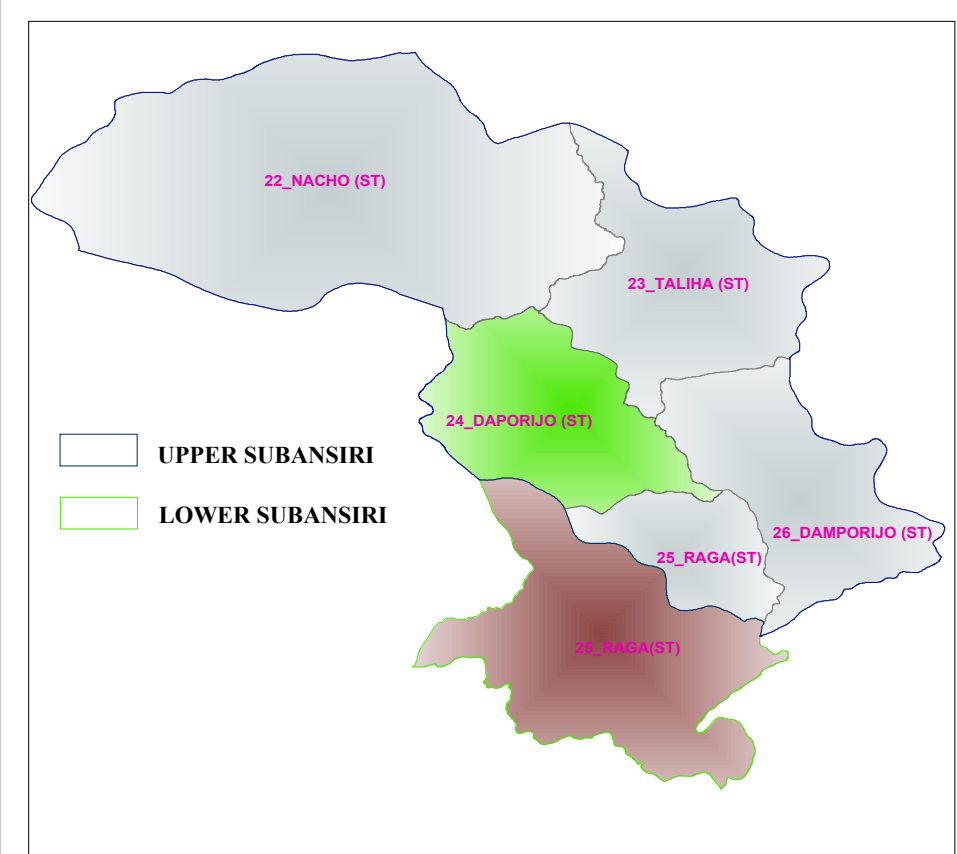 22_NACHO (ST)
23_TALIHA (ST)
24_DAPORIJO (ST)
UPPER SUBANSIRI
LOWER SUBANSIRI
26_DAMPORIJO (ST)
25_RAGA(ST)
25_RAGA(ST)